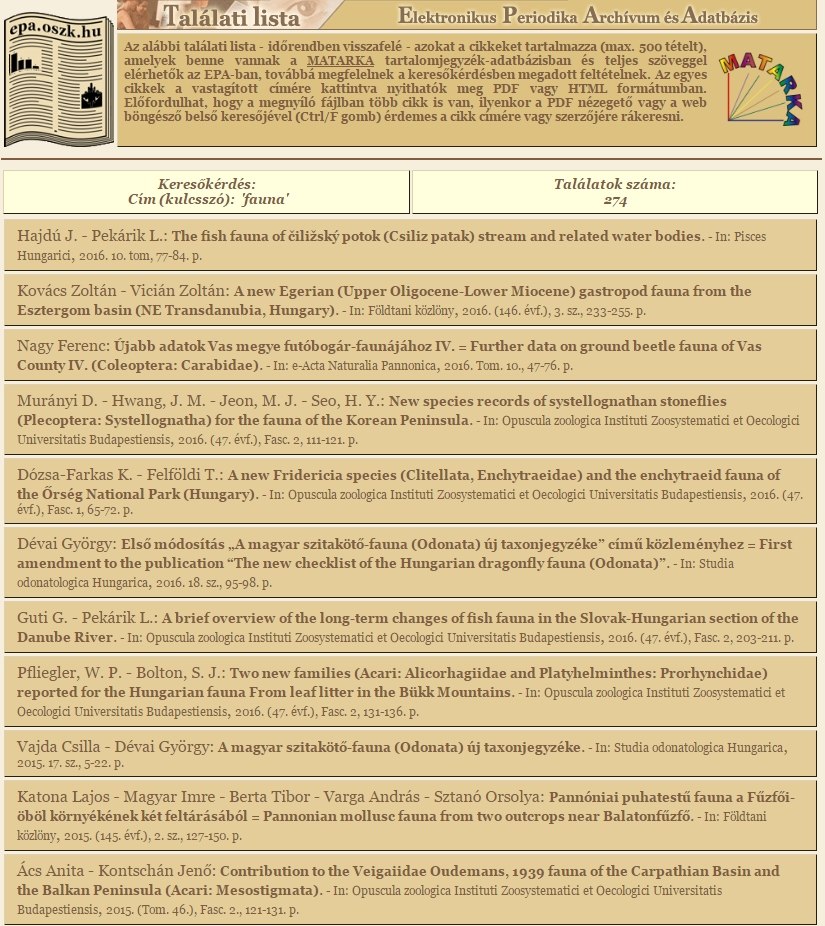 epa.oszk.hu
Találati lista
Elektronikus Periodika Archívum és Adatbázis
Az alábbi találati lista - időrendben visszafelé - azokat a cikkeket tartalmazza (max. 500 tételt),
amelyek benne vannak a MATARKA tartalomjegyzék-adatbázisban és teljes szöveggel
elérhetők az EPA-ban, továbbá megfelelnek a keresőkérdésben megadott feltételnek. Az egyes
cikkek a vastagított címére kattintva nyithatók meg PDF vagy HTML formátumban.
Előfordulhat, hogy a megnyíló fájlban több cikk is van, ilyenkor a PDF nézegető vagy a web
böngésző belső keresőjével (Ctrl/F gomb) érdemes a cikk címére vagy szerzőjére rákeresni.
MATARKA
Keresőkérdés:
Cím (kulcsszó): 'fauna'
Találatok száma:
274
Hajdú J. - Pekárik L.: The fish fauna of čiližský potok (Csiliz patak) stream and related water bodies. - In: Pisces
Hungarici, 2016. 10. tom, 77-84. p.
Kovács Zoltán - Vicián Zoltán: A new Egerian (Upper Oligocene-Lower Miocene) gastropod fauna from the
Esztergom basin (NE Transdanubia, Hungary). - In: Földtani közlöny, 2016. (146. évf.), 3. sz., 233-255. p.
Nagy Ferenc: Újabb adatok Vas megye futóbogár-faunájához IV. = Further data on ground beetle fauna of Vas
County IV. (Coleoptera: Carabidae). - In: e-Acta Naturalia Pannonica, 2016. Tom. 10., 47-76. p.
Murányi D. - Hwang, J. M. - Jeon, M. J. - Seo, H. Y.: New species records of systellognathan stoneflies
(Plecoptera: Systellognatha) for the fauna of the Korean Peninsula. - In: Opuscula zoologica Instituti Zoosystematici et Oecologici
Universitatis Budapestiensis, 2016. (47. évf.), Fasc. 2, 111-121. p.
Dózsa-Farkas K. - Felföldi T.: A new Fridericia species (Clitellata, Enchytraeidae) and the enchytraeid fauna of
the Őrség National Park (Hungary). - In: Opuscula zoologica Instituti Zoosystematici et Oecologici Universitatis Budapestiensis, 2016. (47.
évf.), Fasc. 1, 65-72. p.
Dévai György: Első módosítás „A magyar szitakötő-fauna (Odonata) új taxonjegyzéke” című közleményhez = First
amendment to the publication “The new checklist of the Hungarian dragonfly fauna (Odonata)”. - In: Studia
odonatologica Hungarica, 2016. 18. sz., 95-98. p.
Guti G. - Pekárik L.: A brief overview of the long-term changes of fish fauna in the Slovak-Hungarian section of the
Danube River. - In: Opuscula zoologica Instituti Zoosystematici et Oecologici Universitatis Budapestiensis, 2016. (47. évf.), Fasc. 2, 203-211. p.
Pfliegler, W. P. - Bolton, S. J.: Two new families (Acari: Alicorhagiidae and Platyhelminthes: Prorhynchidae)
reported for the Hungarian fauna From leaf litter in the Bükk Mountains. - In: Opuscula zoologica Instituti Zoosystematici et
Oecologici Universitatis Budapestiensis, 2016. (47. évf.), Fasc. 2, 131-136. p.
Vajda Csilla - Dévai György: A magyar szitakötő-fauna (Odonata) új taxonjegyzéke. - In: Studia odonatologica Hungarica,
2015. 17. sz., 5-22. p.
Katona Lajos - Magyar Imre - Berta Tibor - Varga András - Sztanó Orsolya: Pannóniai puhatestű fauna a Fűzfői-
öböl környékének két feltárásából = Pannonian mollusc fauna from two outcrops near Balatonfűzfő. - In: Földtani
közlöny, 2015. (145. évf.), 2. sz., 127-150. p.
Ács Anita - Kontschán Jenő: Contribution to the Veigaiidae Oudemans, 1939 fauna of the Carpathian Basin and
the Balkan Peninsula (Acari: Mesostigmata). - In: Opuscula zoologica Instituti Zoosystematici et Oecologici Universitatis
Budapestiensis, 2015. (Tom. 46.), Fasc. 2., 121-131. p.